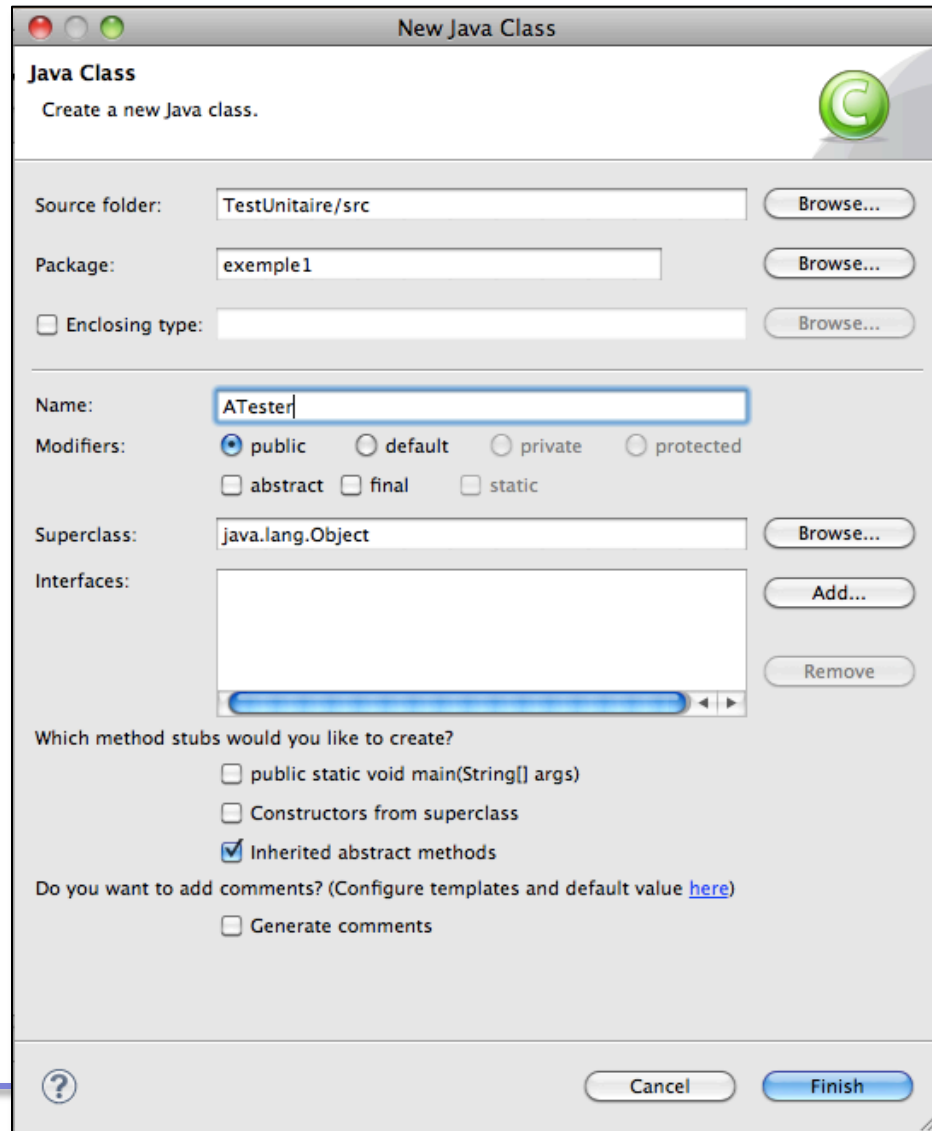 New Java Class
Java Class
Create a new Java class.
C
Source folder: TestUnitaire/src Browse...
Package: exemple1 Browse...
Enclosing type: Browse...
Name: ATester
Modifiers: public default private protected
abstract final static
Superclass: java.lang.Object Browse...
Interfaces: Add...
Remove
Which method stubs would you like to create?
public static void main(String[] args)
Constructors from superclass
Inherited abstract methods
Do you want to add comments? (Configure templates and default value here)
Generate comments
? Cancel Finish